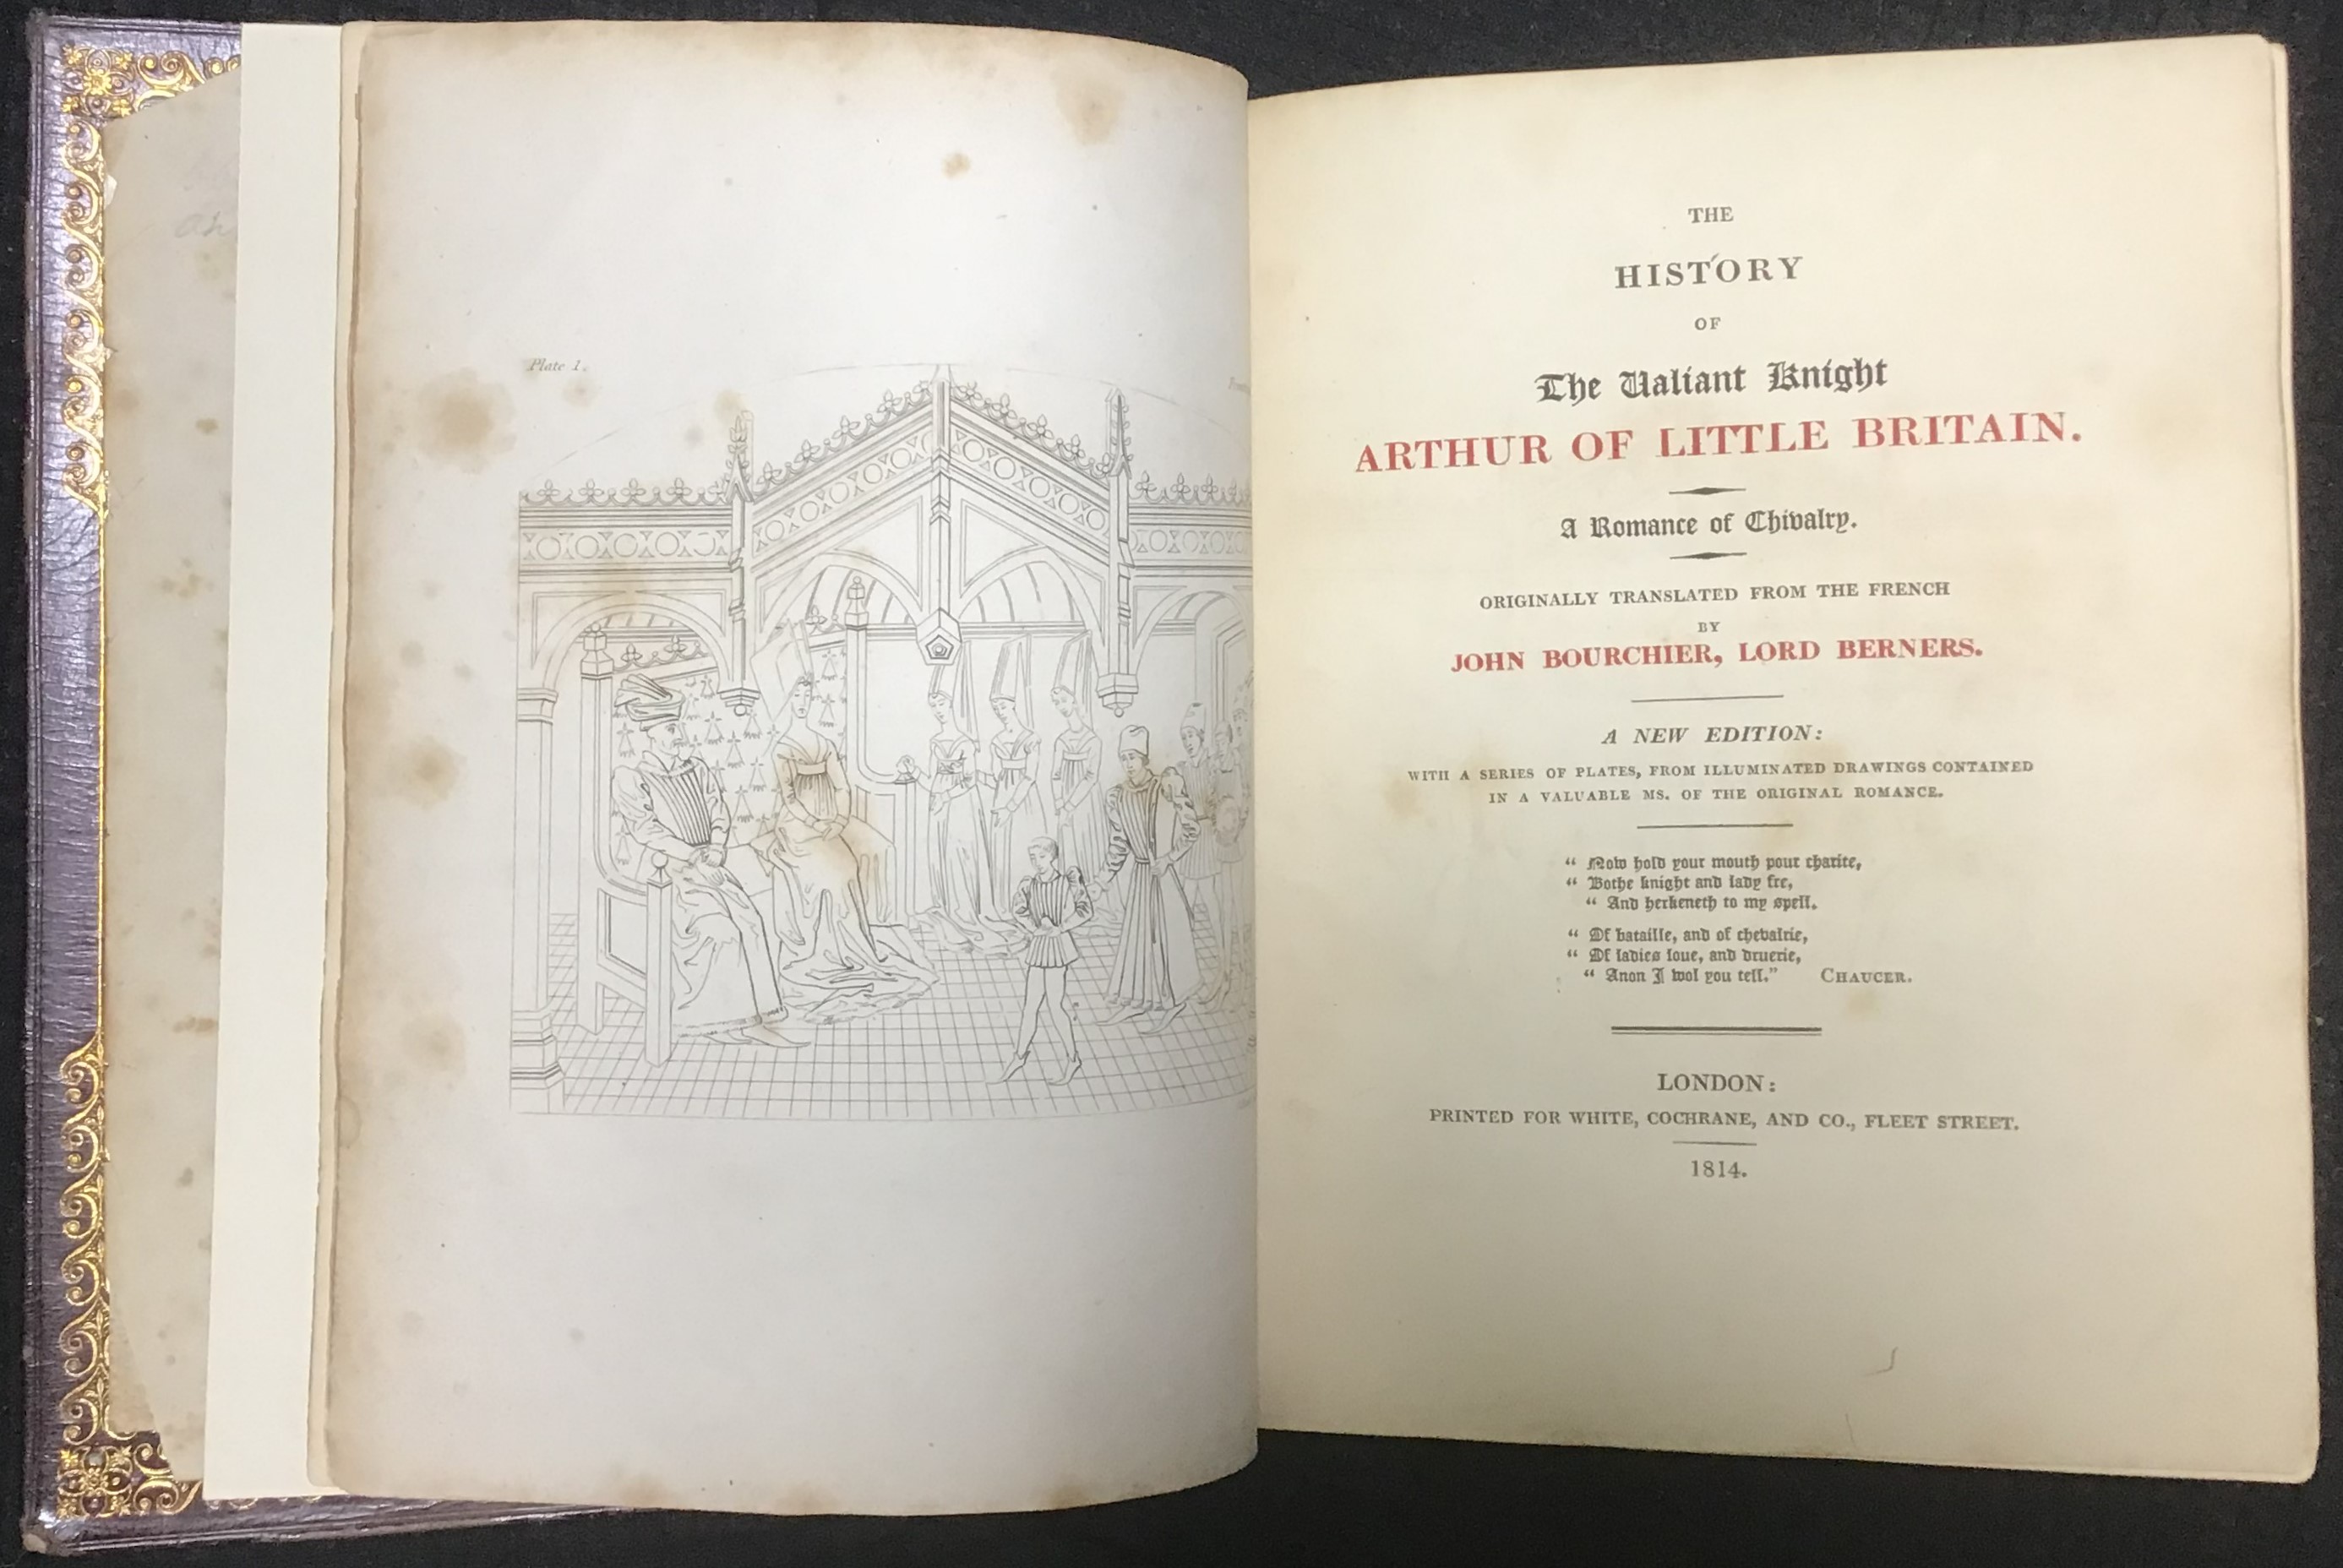 Plate 1.
THE
HISTORY
OF
The Valiant Knight
ARTHUR OF LITTLE BRITAIN.
A Romance of Chivalry.
ORIGINALLY TRANSLATED FROM THE FRENCH
BY
JOHN BOURCHIER, LORD BERNERS.
A NEW EDITION:
WITH A SERIES OF PLATES, FROM ILLUMINATED DRAWINGS CONTAINED
IN A VALUABLE MS. OF THE ORIGINAL ROMANCE.
“ Now hold your mouth pour charite,
“ Bothe knight and lady fre,
“ And herkeneth to my spell.
“ Of bataille, and of chevalrie,
“ Of ladies loue, and druerie,
“ Anon I wol you tell.” CHAUCER.
LONDON:
PRINTED FOR WHITE, COCHRANE, AND CO., FLEET STREET.
1814.